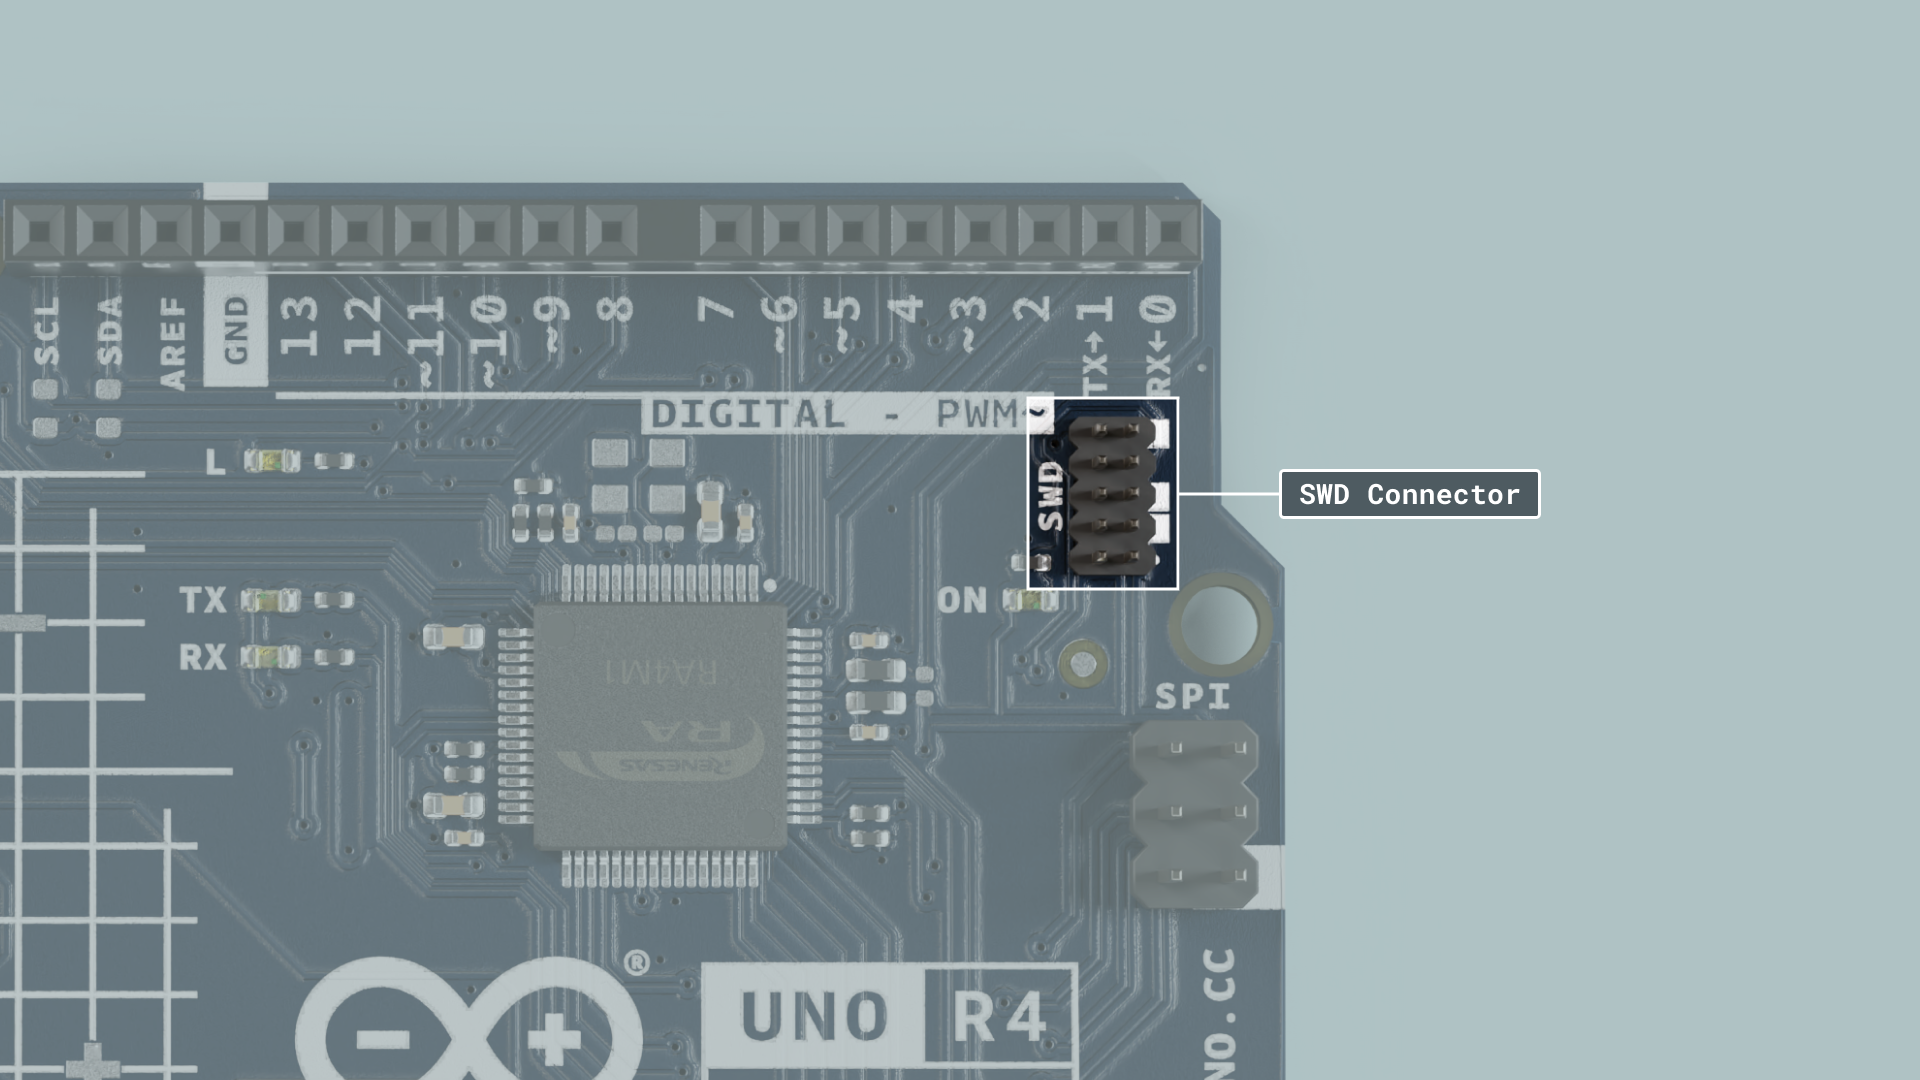 SCL
SDA
AREF
GND
13
12
~11
~10
~9
8
7
~6
~5
4
~3
2
TX→1
RX←0
DIGITAL - PWM~
L
SWD
SWD Connector
TX
RX
ON
SPI
RA4M1
RA
RENESAS
®
UNO R4
NO.CC